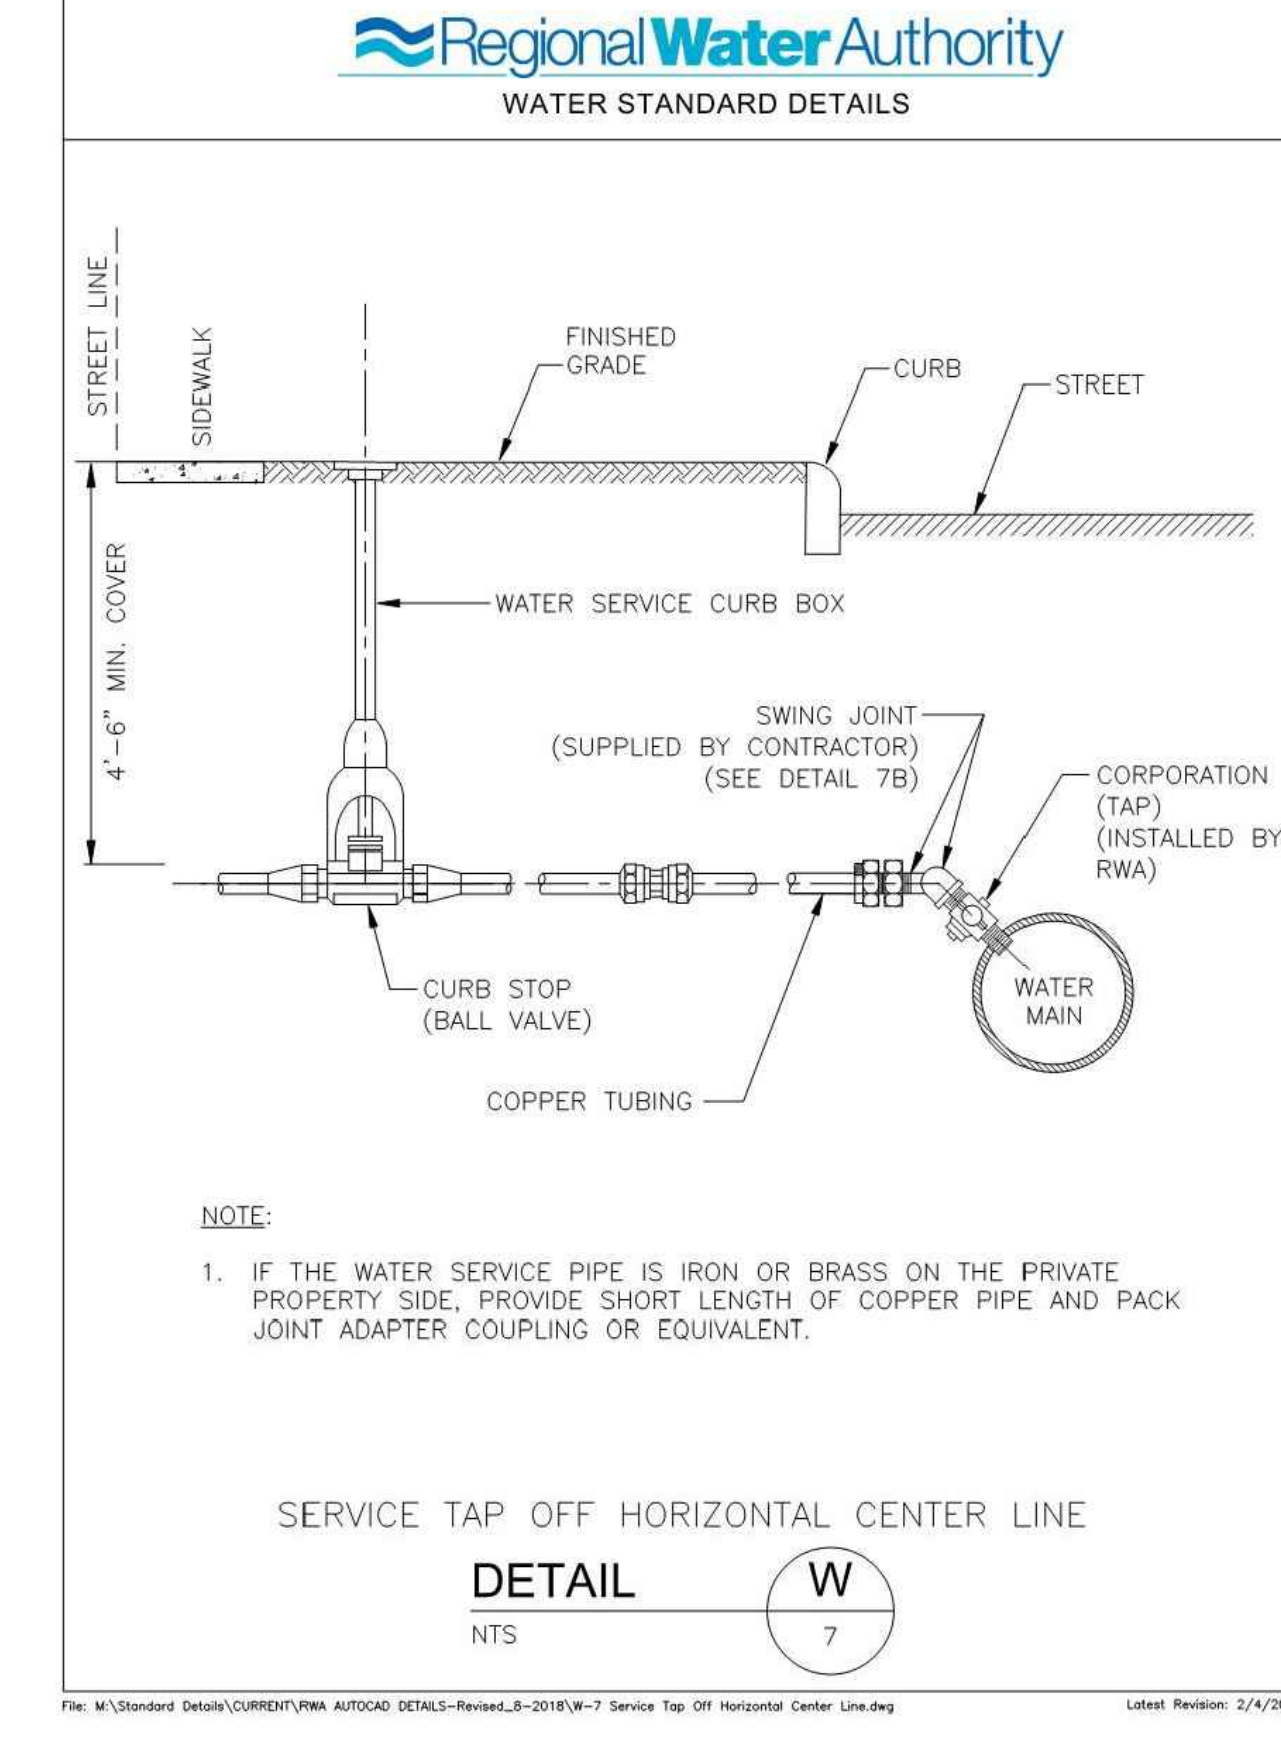 Regional Water Authority
WATER STANDARD DETAILS
STREET LINE
SIDEWALK
FINISHED
GRADE
CURB
STREET
4'-6" MIN. COVER
WATER SERVICE CURB BOX
SWING JOINT
(SUPPLIED BY CONTRACTOR)
(SEE DETAIL 7B)
CORPORATION
(TAP)
(INSTALLED BY
RWA)
WATER
MAIN
CURB STOP
(BALL VALVE)
COPPER TUBING
NOTE:
1. IF THE WATER SERVICE PIPE IS IRON OR BRASS ON THE PRIVATE
PROPERTY SIDE, PROVIDE SHORT LENGTH OF COPPER PIPE AND PACK
JOINT ADAPTER COUPLING OR EQUIVALENT.
SERVICE TAP OFF HORIZONTAL CENTER LINE
DETAIL
W
NTS
7
File: M:\Standard Details\CURRENT\RWA AUTOCAD DETAILS-Revised_8-2018\W-7 Service Tap Off Horizontal Center Line.dwg
Latest Revision: